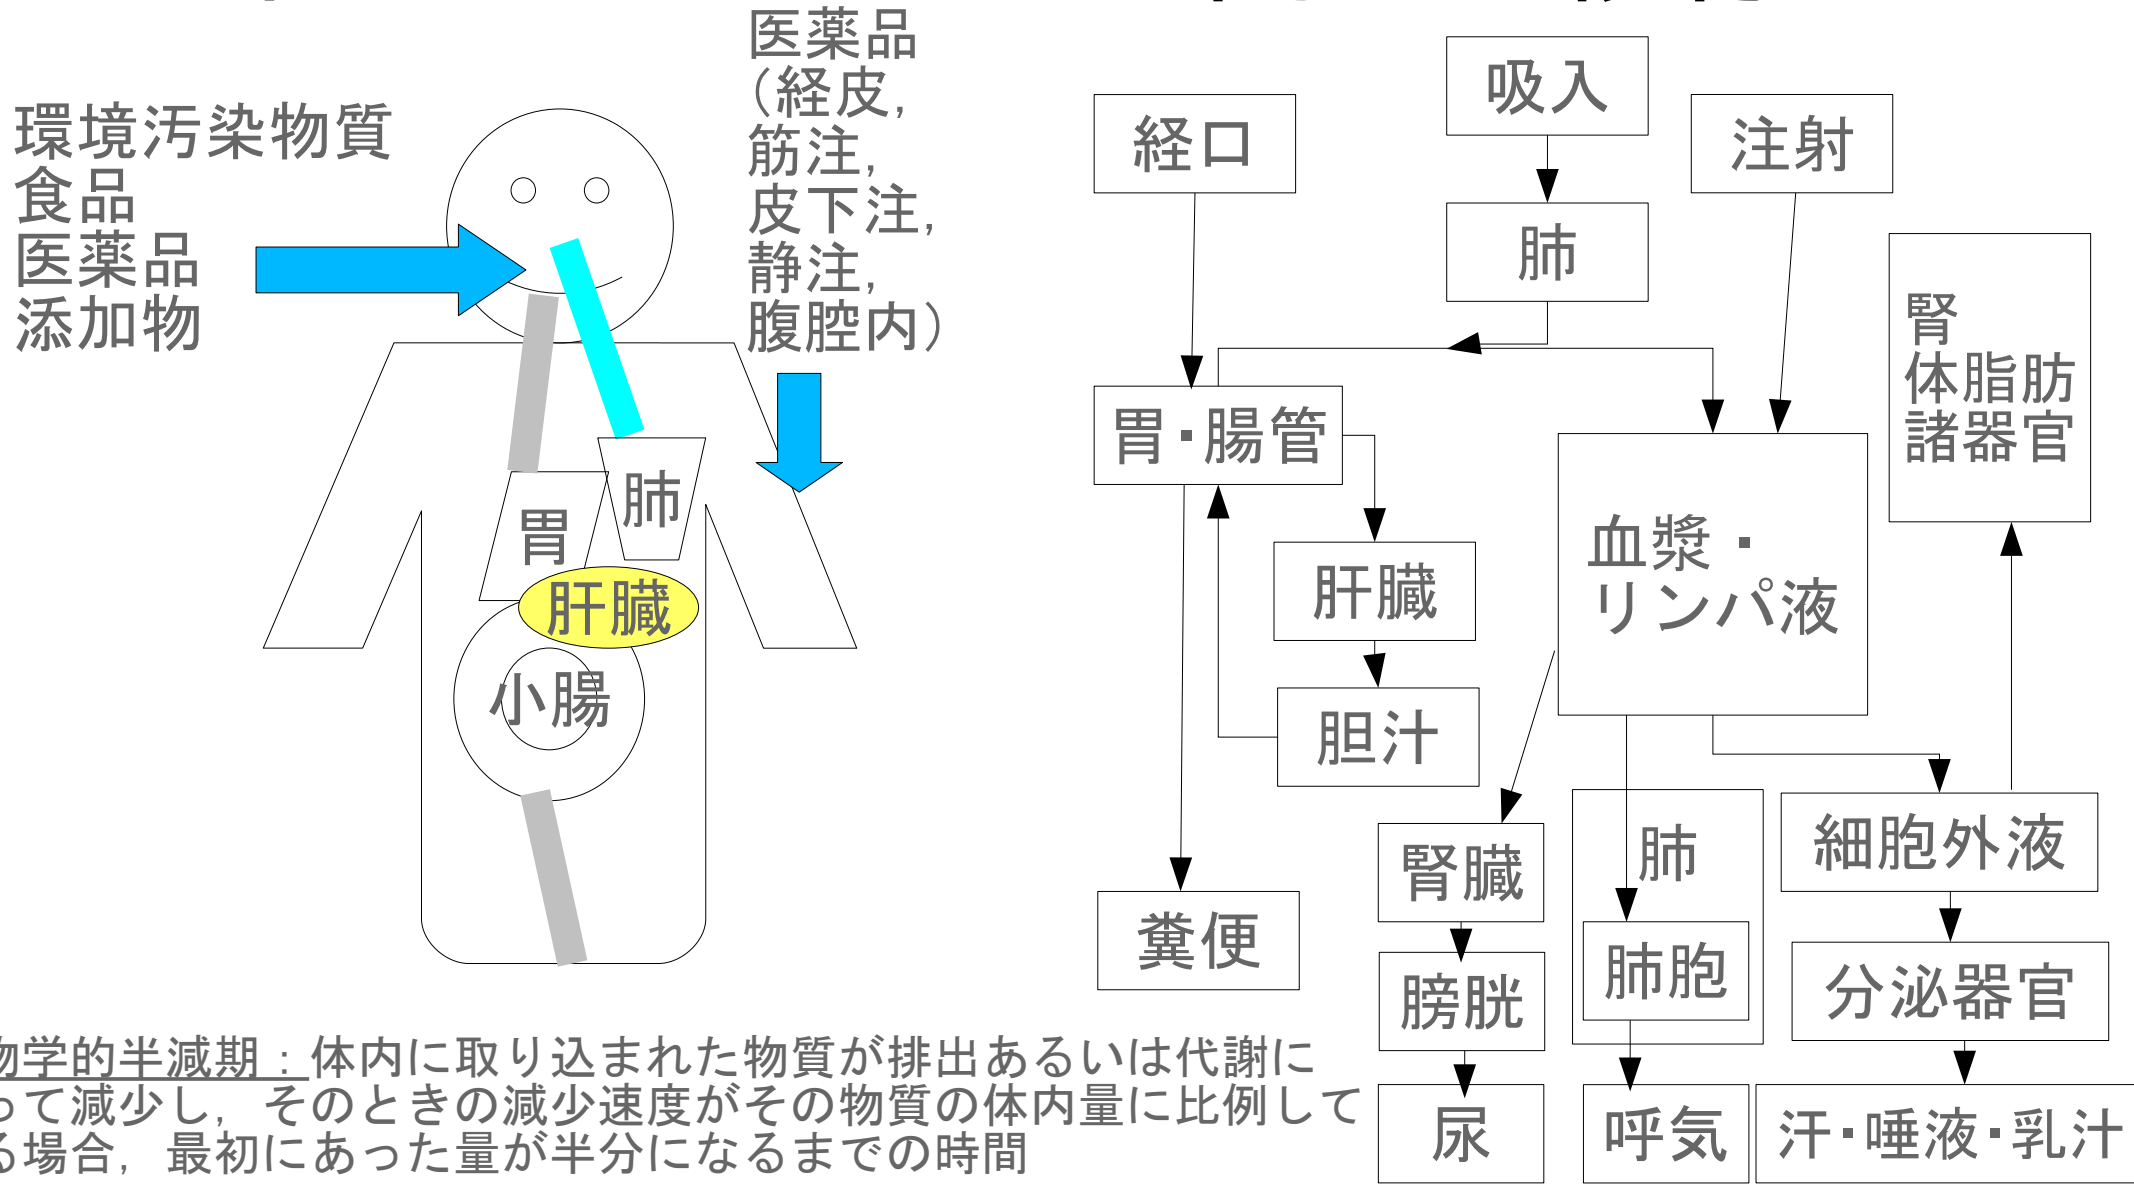 環境汚染物質
食品
医薬品
添加物
医薬品
（経皮，
筋注，
皮下注，
静注，
腹腔内）
胃
肺
肝臓
小腸
経口
吸入
注射
肺
胃・腸管
肝臓
胆汁
糞便
血漿・
リンパ液
腎
体脂肪
諸器官
腎臓
膀胱
尿
肺
肺胞
呼気
細胞外液
分泌器官
汗・唾液・乳汁
物学的半減期：体内に取り込まれた物質が排出あるいは代謝に
って減少し，そのときの減少速度がその物質の体内量に比例して
る場合，最初にあった量が半分になるまでの時間